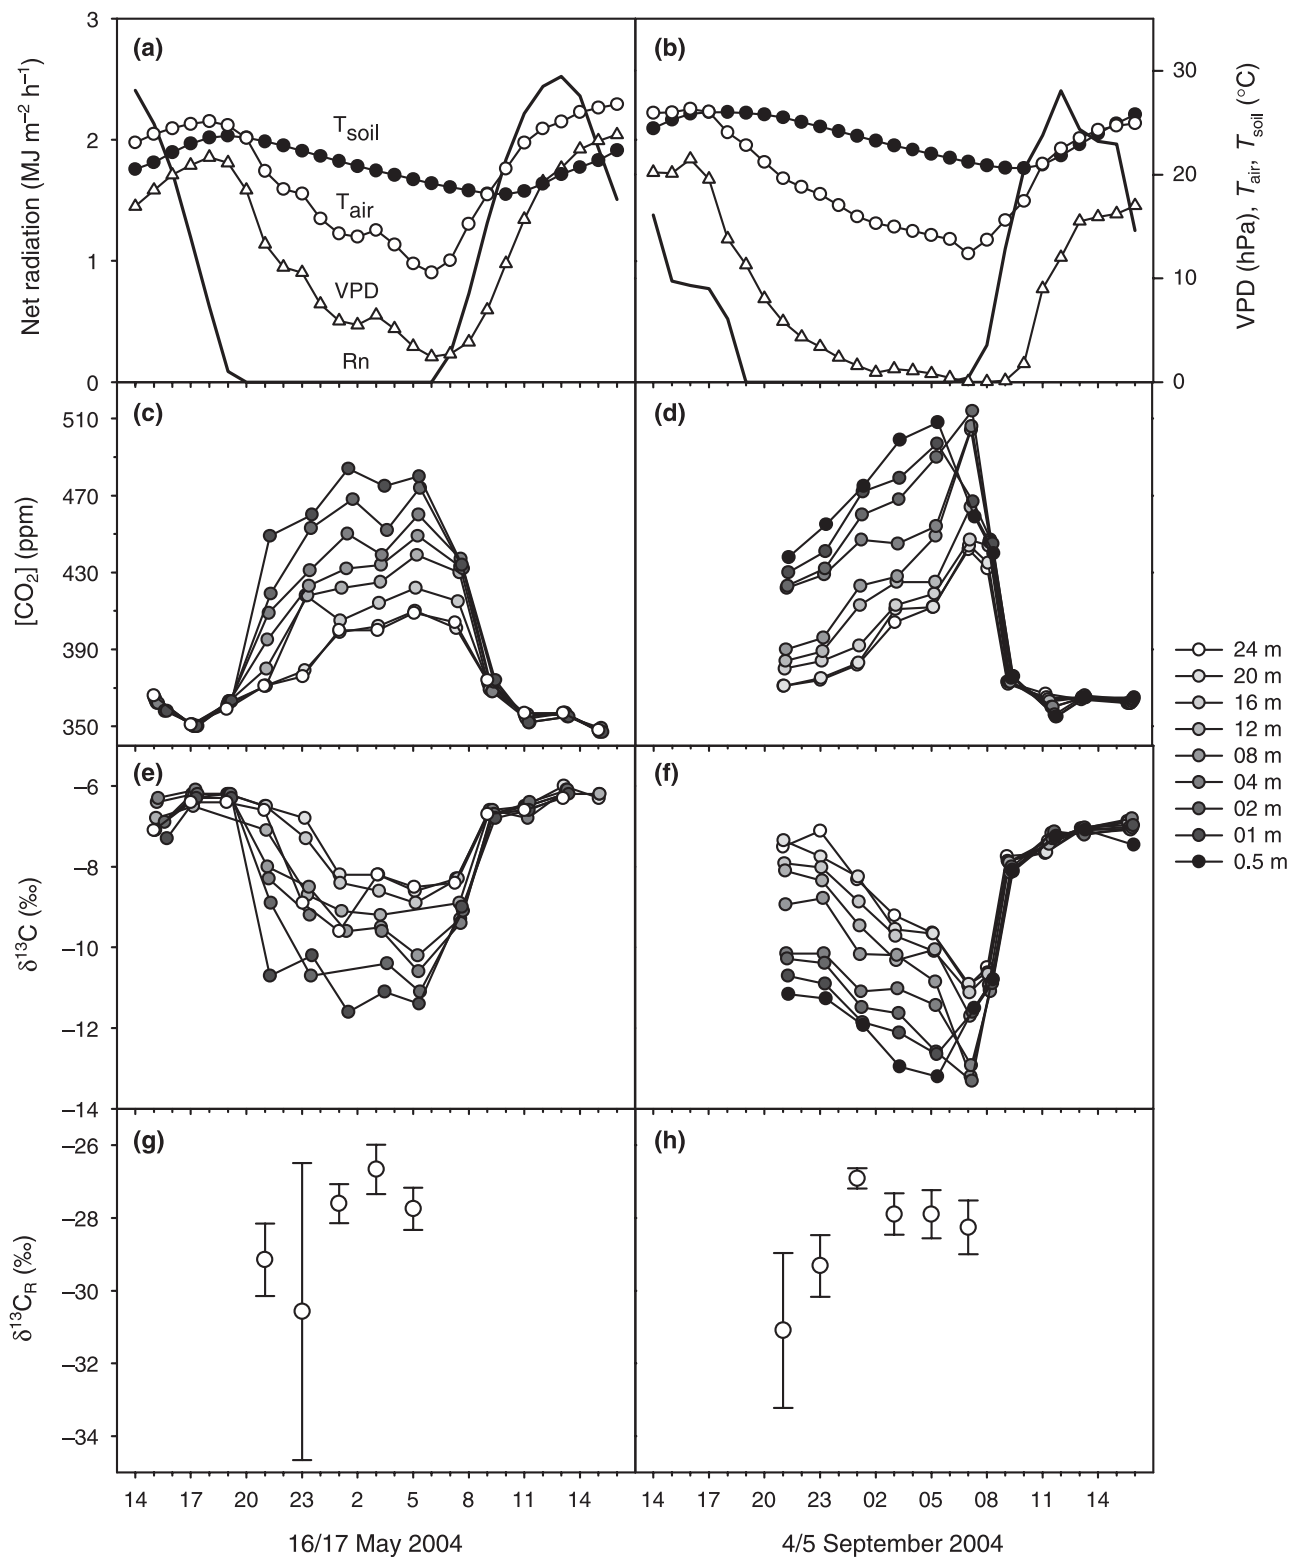 (a)
(b)
3
2
1
0
Net radiation (MJ m–2 h–1)
Tsoil
Tair
VPD
Rn
30
20
10
0
VPD (hPa), Tair, Tsoil (°C)
(c)
(d)
510
470
430
390
350
[CO2] (ppm)
24 m
20 m
16 m
12 m
08 m
04 m
02 m
01 m
0.5 m
(e)
(f)
–6
–8
–10
–12
–14
δ13C (‰)
(g)
(h)
–26
–28
–30
–32
–34
δ13CR (‰)
14 17 20 23 2 5 8 11 14
14 17 20 23 02 05 08 11 14
16/17 May 2004
4/5 September 2004